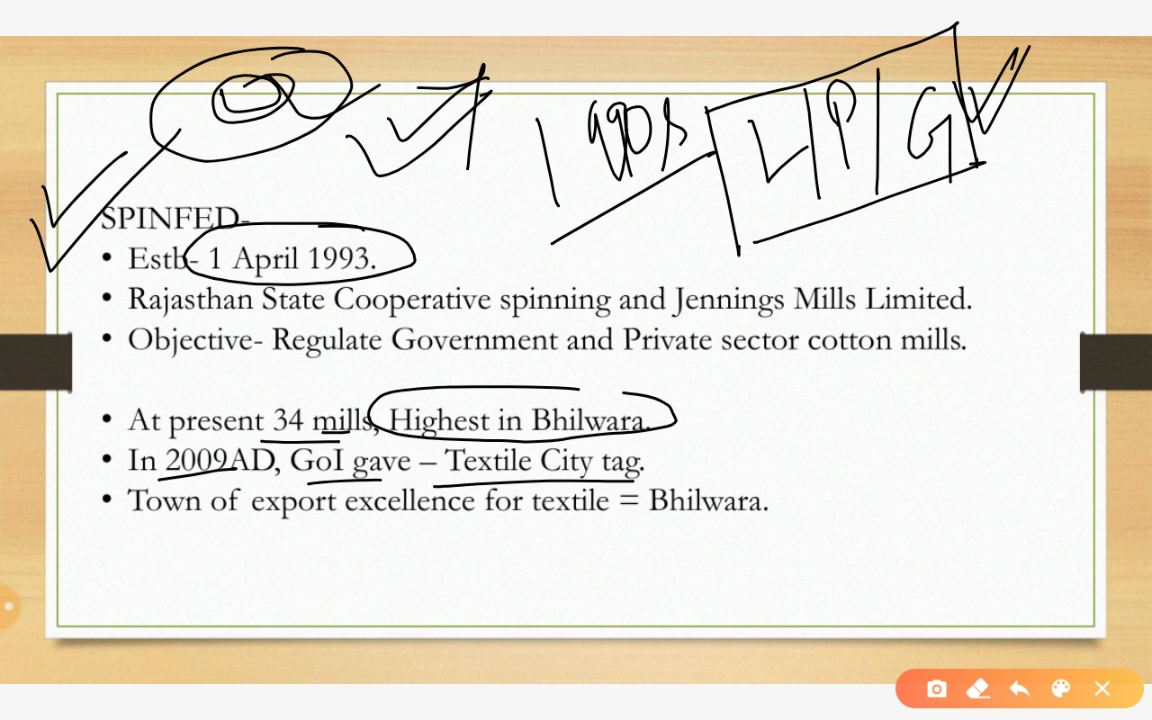 1990s L|P|G
SPINFED-
• Estb- 1 April 1993.
• Rajasthan State Cooperative spinning and Jennings Mills Limited.
• Objective- Regulate Government and Private sector cotton mills.
• At present 34 mills, Highest in Bhilwara.
• In 2009AD, GoI gave – Textile City tag.
• Town of export excellence for textile = Bhilwara.